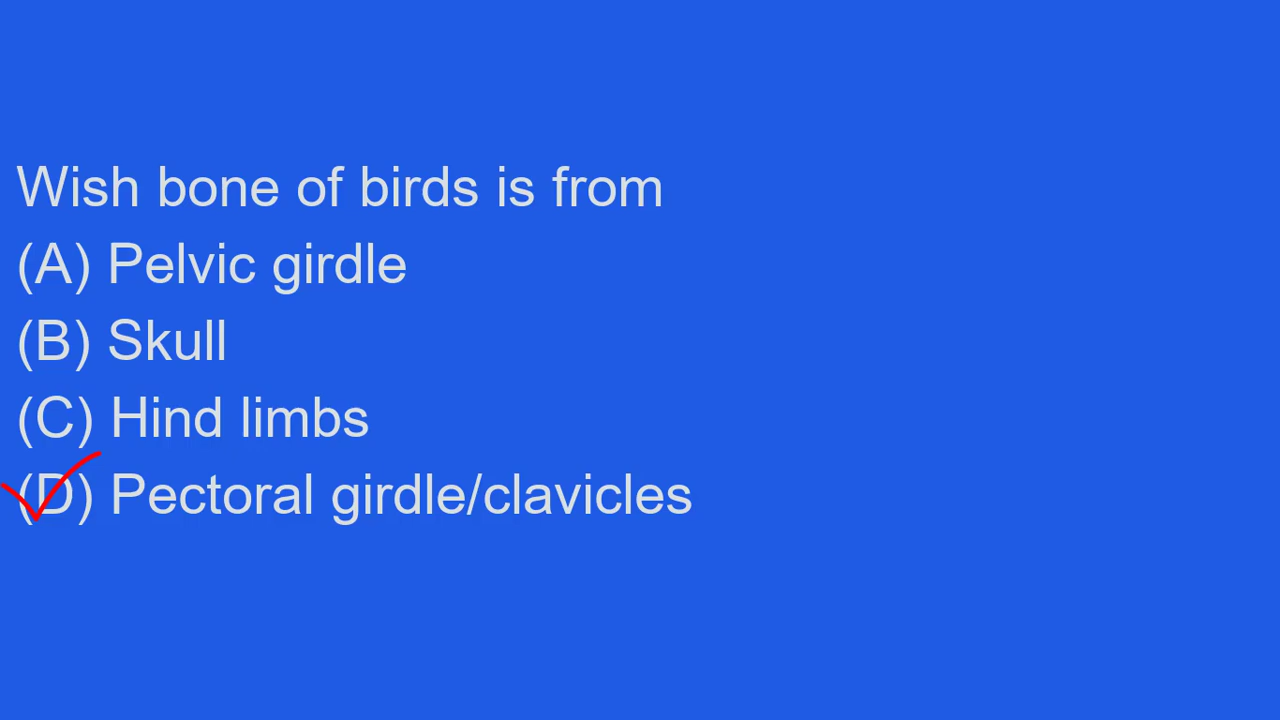 Wish bone of birds is from
(A) Pelvic girdle
(B) Skull
(C) Hind limbs
(D) Pectoral girdle/clavicles